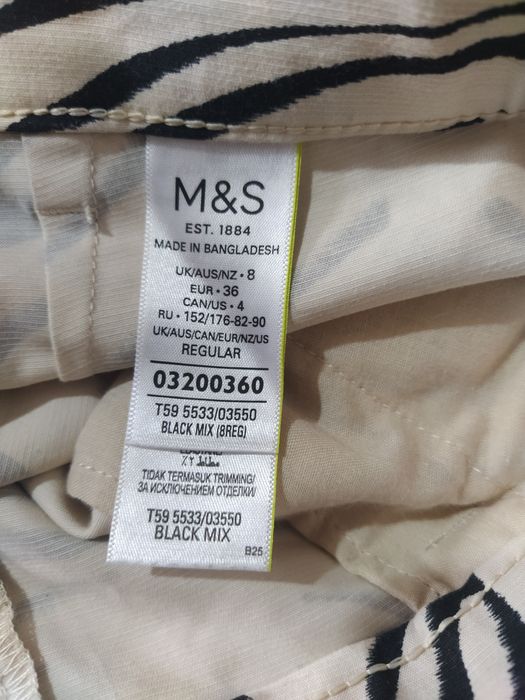 M&S
EST. 1884
MADE IN BANGLADESH
UK/AUS/NZ • 8
EUR • 36
CAN/US • 4
RU • 152/176-82-90
UK/AUS/CAN/EUR/NZ/US
REGULAR
03200360
T59 5533/03550
BLACK MIX (8REG)
مطاط ٢٪
TIDAK TERMASUK TRIMMING/
ЗА ИСКЛЮЧЕНИЕМ ОТДЕЛКИ/
T59 5533/03550
BLACK MIX
B25